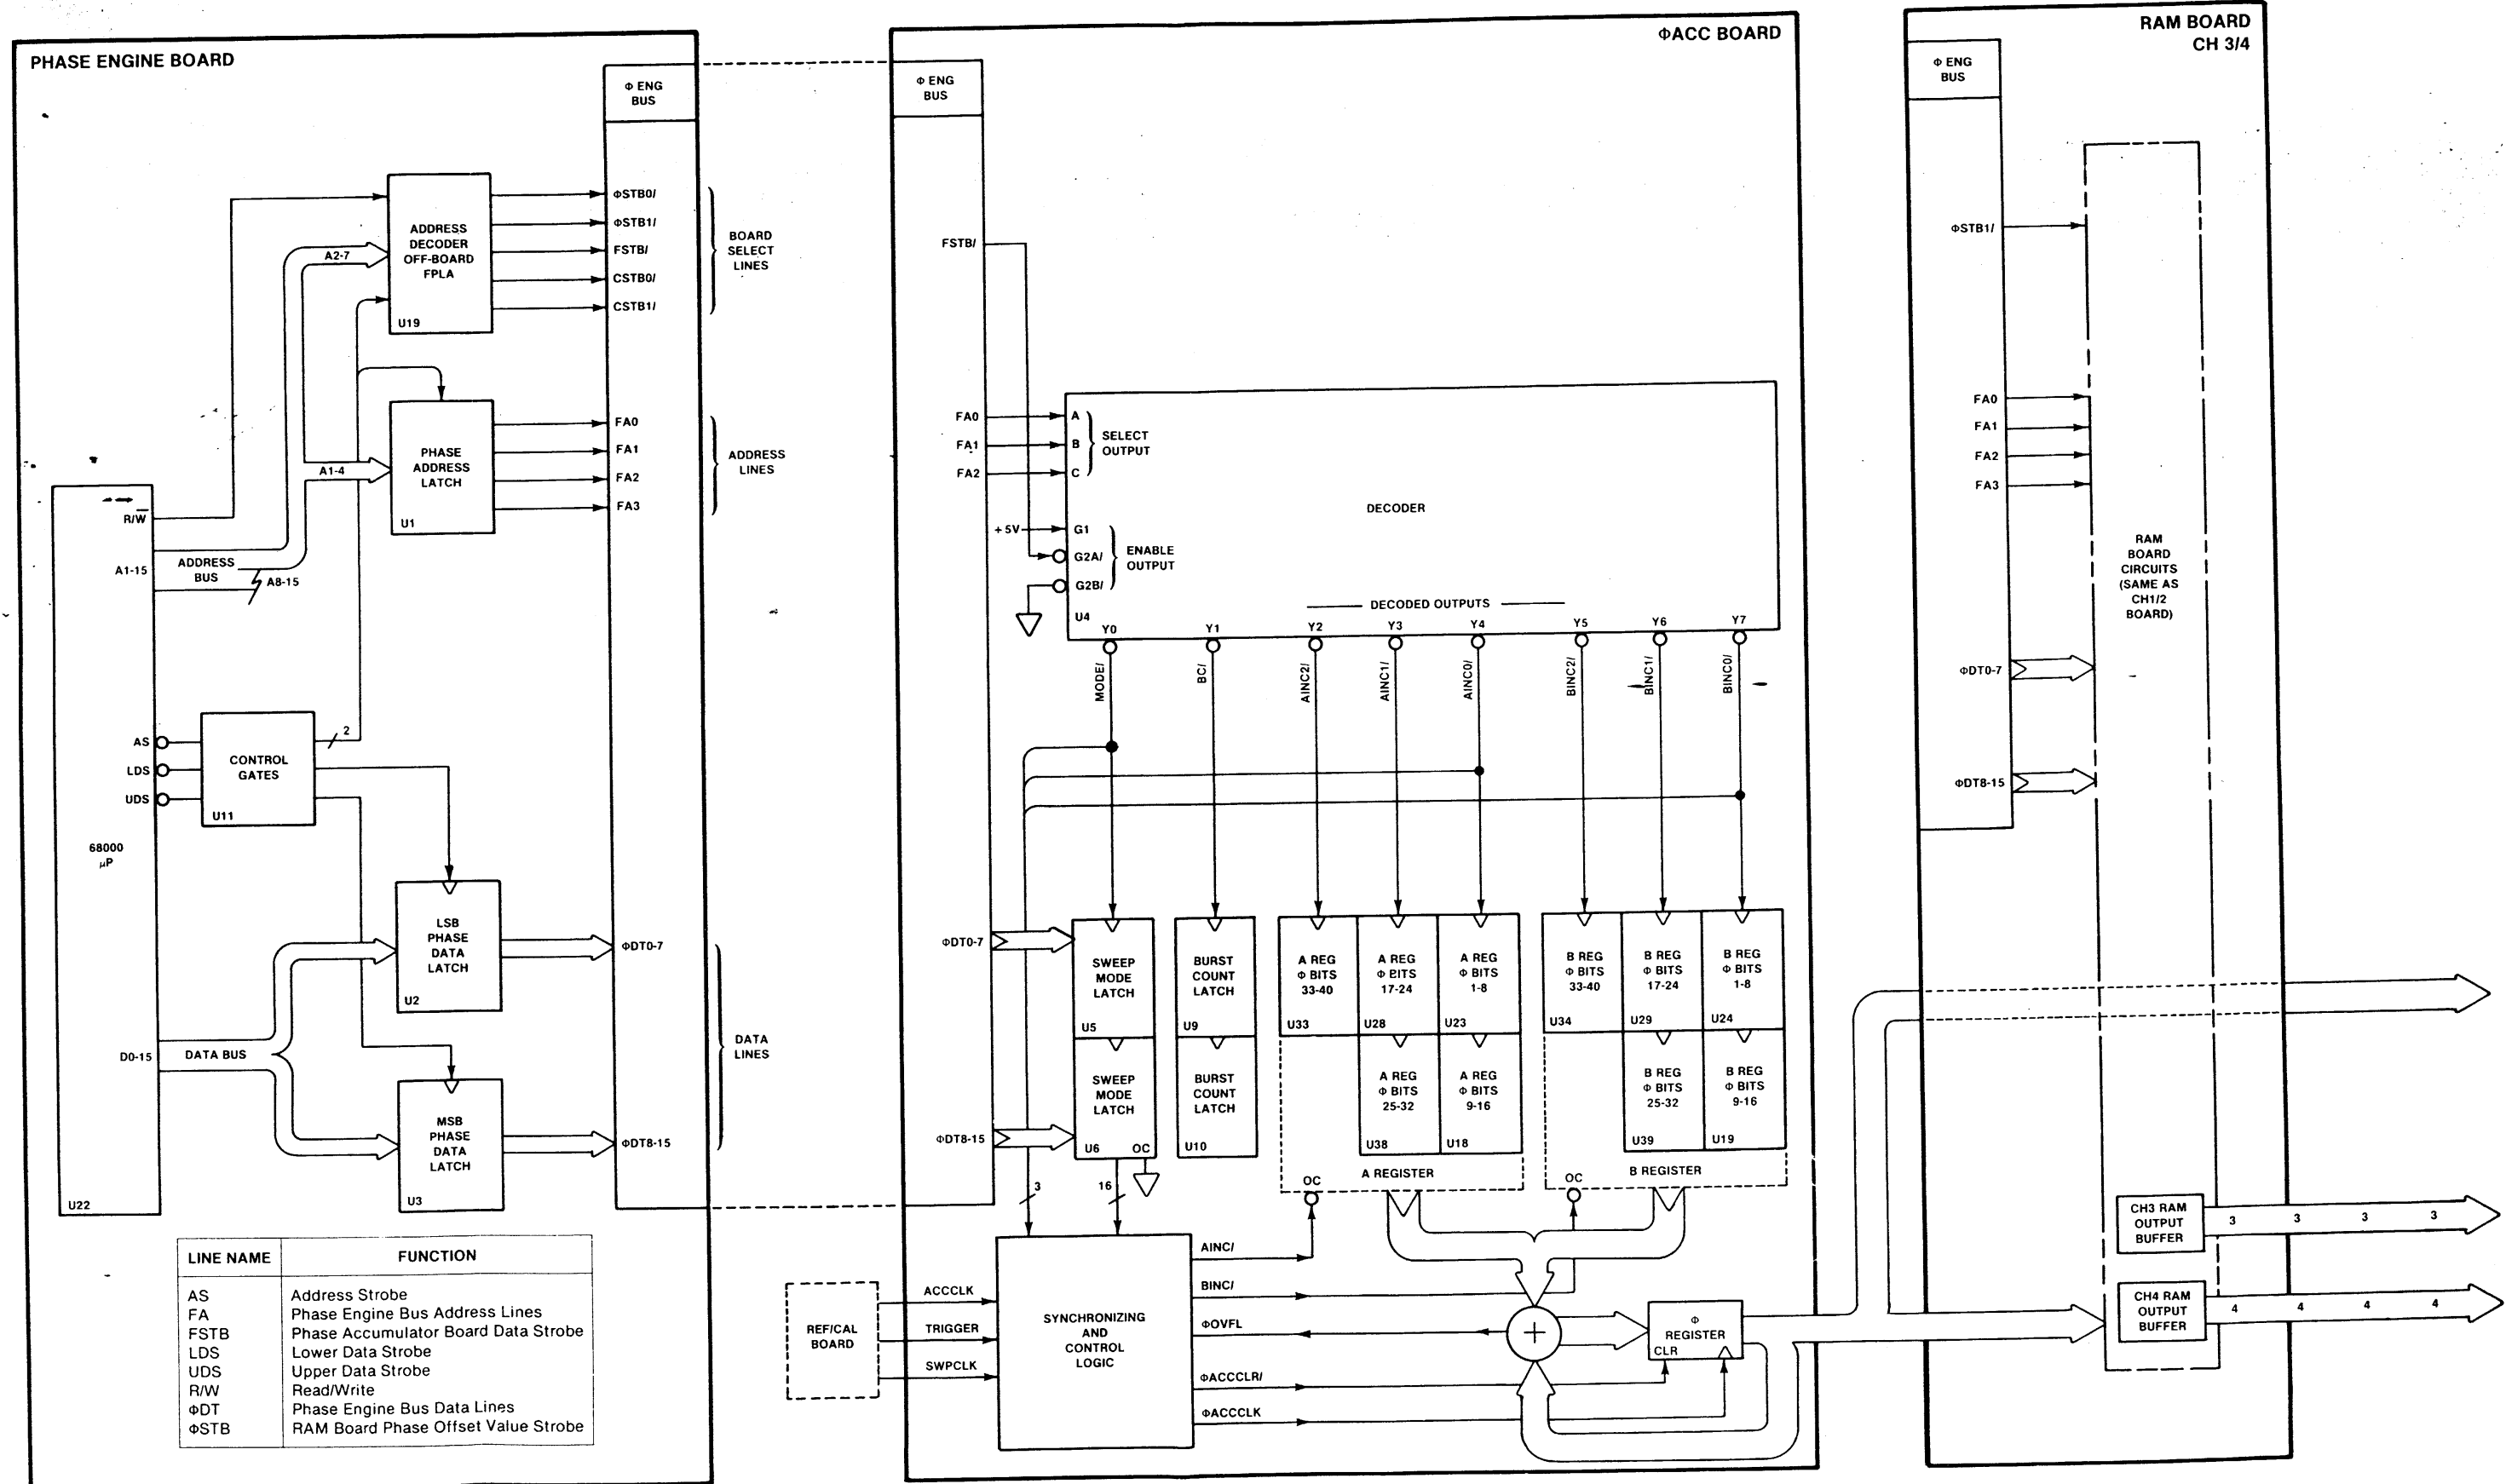 PHASE ENGINE BOARD
Φ ENG
BUS
ADDRESS
DECODER
OFF-BOARD
FPLA
U19
A2-7
ΦSTB0/
ΦSTB1/
FSTB/
CSTB0/
CSTB1/
BOARD
SELECT
LINES
PHASE
ADDRESS
LATCH
U1
A1-4
FA0
FA1
FA2
FA3
ADDRESS
LINES
R/W̅
A1-15
ADDRESS
BUS
A8-15
AS
LDS
UDS
CONTROL
GATES
U11
2
68000
μP
LSB
PHASE
DATA
LATCH
U2
ΦDT0-7
D0-15
DATA BUS
DATA
LINES
MSB
PHASE
DATA
LATCH
U3
ΦDT8-15
U22
LINE NAME FUNCTION
AS Address Strobe
FA Phase Engine Bus Address Lines
FSTB Phase Accumulator Board Data Strobe
LDS Lower Data Strobe
UDS Upper Data Strobe
R/W Read/Write
ΦDT Phase Engine Bus Data Lines
ΦSTB RAM Board Phase Offset Value Strobe
ΦACC BOARD
Φ ENG
BUS
FSTB/
FA0
FA1
FA2
A
B
C
SELECT
OUTPUT
+5V
G1
G2A/
G2B/
ENABLE
OUTPUT
DECODER
U4
DECODED OUTPUTS
Y0 Y1 Y2 Y3 Y4 Y5 Y6 Y7
MODE/ BC/ AINC2/ AINC1/ AINC0/ BINC2/ BINC1/ BINC0/
ΦDT0-7
SWEEP
MODE
LATCH
U5
BURST
COUNT
LATCH
U9
A REG
Φ BITS
33-40
U33
A REG
Φ BITS
17-24
U28
A REG
Φ BITS
1-8
U23
B REG
Φ BITS
33-40
U34
B REG
Φ BITS
17-24
U29
B REG
Φ BITS
1-8
U24
ΦDT8-15
SWEEP
MODE
LATCH
U6 OC
BURST
COUNT
LATCH
U10
A REG
Φ BITS
25-32
U38
A REG
Φ BITS
9-16
U18
B REG
Φ BITS
25-32
U39
B REG
Φ BITS
9-16
U19
OC
A REGISTER
OC
B REGISTER
3
16
REF/CAL
BOARD
ACCCLK
TRIGGER
SWPCLK
SYNCHRONIZING
AND
CONTROL
LOGIC
AINC/
BINC/
ΦOVFL
ΦACCCLR/
ΦACCCLK
+
Φ
REGISTER
CLR
RAM BOARD
CH 3/4
Φ ENG
BUS
ΦSTB1/
FA0
FA1
FA2
FA3
RAM
BOARD
CIRCUITS
(SAME AS
CH1/2
BOARD)
ΦDT0-7
ΦDT8-15
CH3 RAM
OUTPUT
BUFFER
3 3 3 3
CH4 RAM
OUTPUT
BUFFER
4 4 4 4